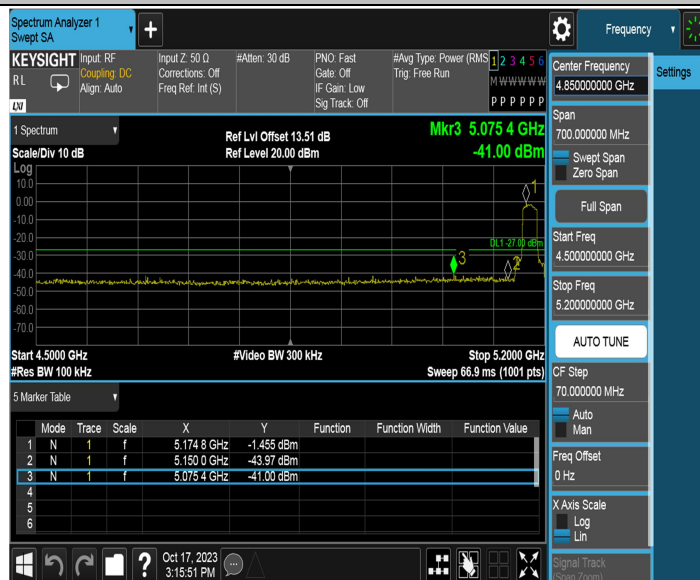 Spectrum Analyzer 1
Swept SA
+
Frequency
KEYSIGHT
RL
LXI
Input: RF
Coupling: DC
Align: Auto
Input Z: 50 Ω
Corrections: Off
Freq Ref: Int (S)
#Atten: 30 dB
PNO: Fast
Gate: Off
IF Gain: Low
Sig Track: Off
#Avg Type: Power (RMS
Trig: Free Run
1 2 3 4 5 6
M W W W W W
P P P P P P
Center Frequency
4.850000000 GHz
Settings
Span
700.000000 MHz
Swept Span
Zero Span
Full Span
Start Freq
4.500000000 GHz
Stop Freq
5.200000000 GHz
AUTO TUNE
CF Step
70.000000 MHz
Auto
Man
Freq Offset
0 Hz
X Axis Scale
Log
Lin
Signal Track
(Span Zoom)
1 Spectrum
Scale/Div 10 dB
Ref Lvl Offset 13.51 dB
Ref Level 20.00 dBm
Mkr3 5.075 4 GHz
-41.00 dBm
Log
10.0
0.00
-10.0
-20.0
-30.0
-40.0
-50.0
-60.0
-70.0
1
DL1 -27.00 dBm
3
2
Start 4.5000 GHz
#Res BW 100 kHz
#Video BW 300 kHz
Stop 5.2000 GHz
Sweep 66.9 ms (1001 pts)
5 Marker Table
Mode Trace Scale X Y Function Function Width Function Value
1 N 1 f 5.174 8 GHz -1.455 dBm
2 N 1 f 5.150 0 GHz -43.97 dBm
3 N 1 f 5.075 4 GHz -41.00 dBm
4
5
6
?
Oct 17, 2023
3:15:51 PM